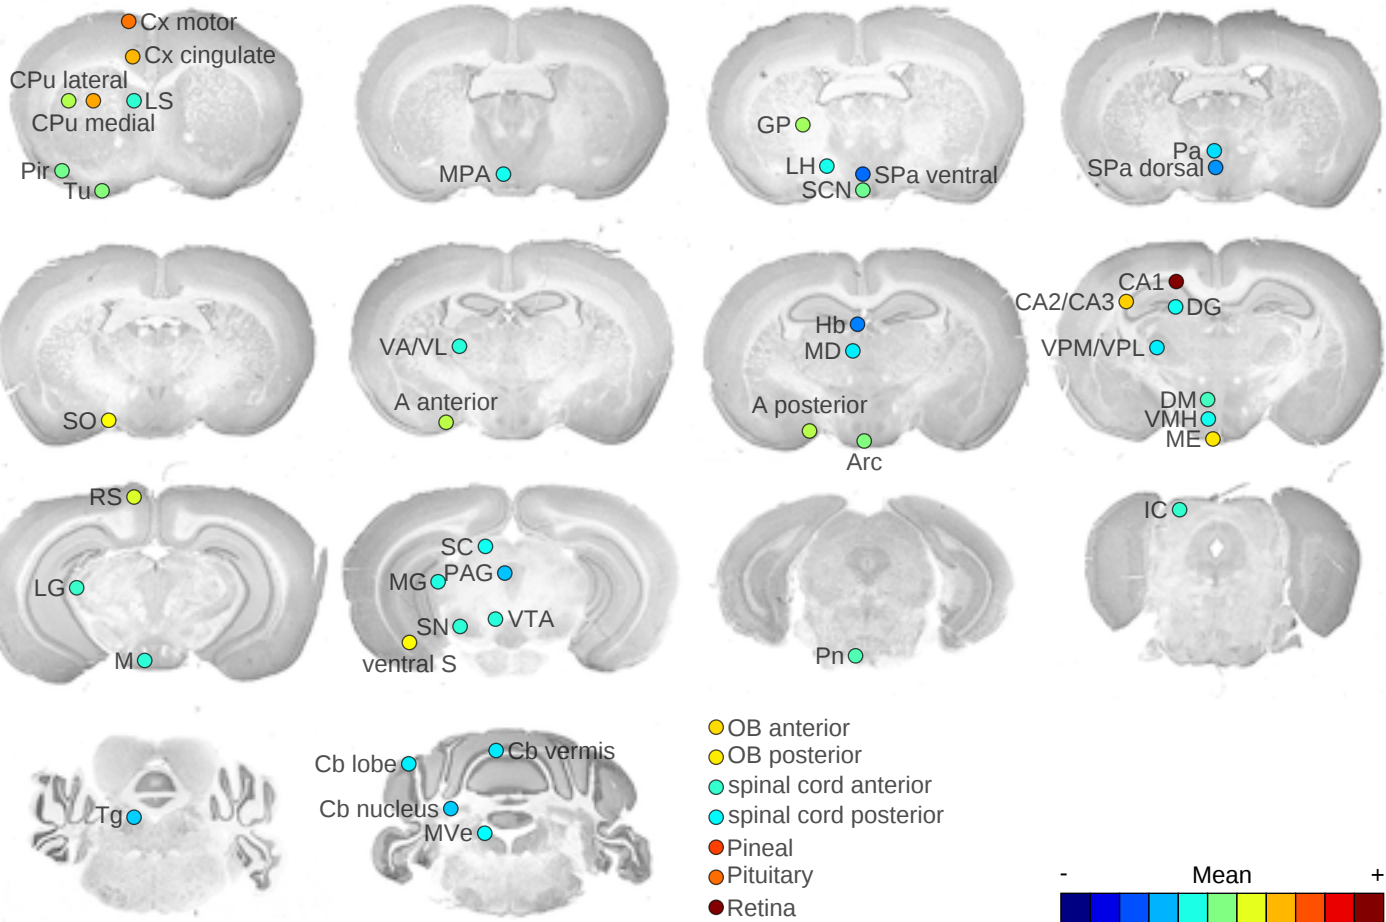 Cx motor
Cx cingulate
CPu lateral
LS
CPu medial
Pir
Tu
MPA
GP
LH
SPa ventral
SCN
Pa
SPa dorsal
SO
VA/VL
A anterior
Hb
MD
A posterior
Arc
CA1
CA2/CA3
DG
VPM/VPL
DM
VMH
ME
RS
LG
M
SC
MG
PAG
SN
VTA
ventral S
Pn
IC
Tg
Cb lobe
Cb vermis
Cb nucleus
MVe
OB anterior
OB posterior
spinal cord anterior
spinal cord posterior
Pineal
Pituitary
Retina
- Mean +